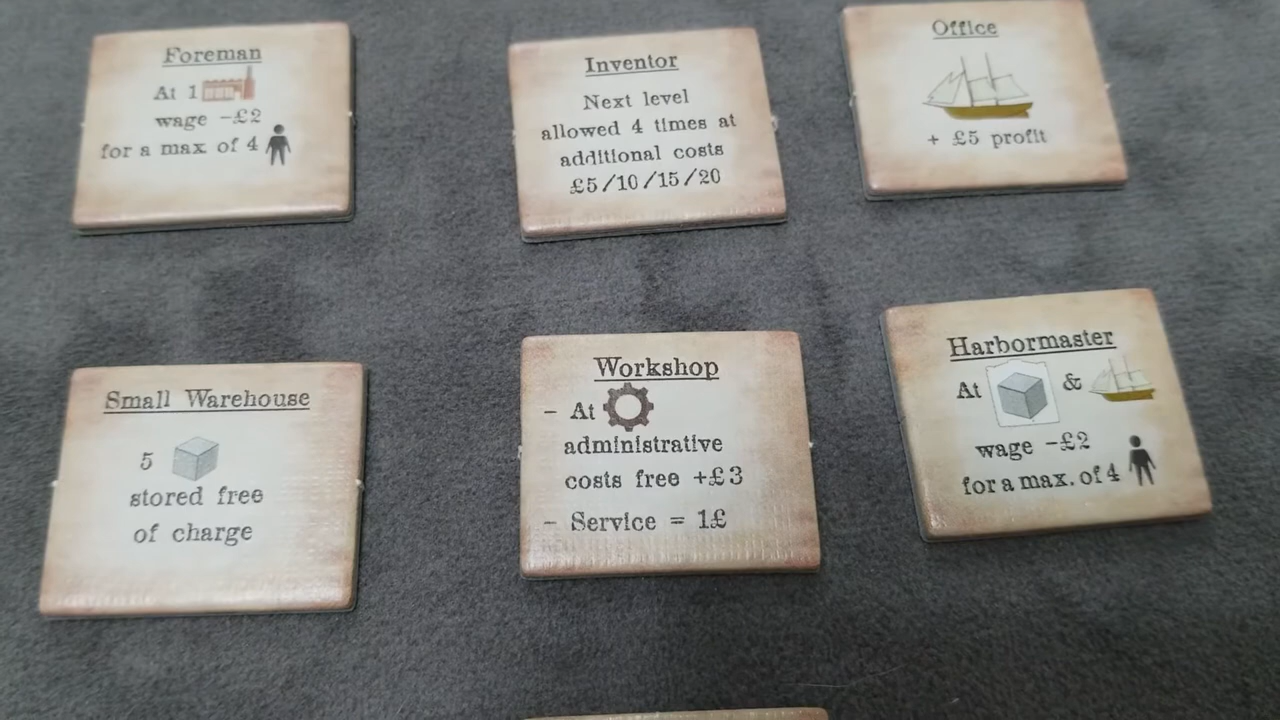 Foreman
At 1
wage -£2
for a max. of 4
Inventor
Next level
allowed 4 times at
additional costs
£5/10/15/20
Office
+ £5 profit
Small Warehouse
5
stored free
of charge
Workshop
- At
administrative
costs free +£3
- Service = 1£
Harbormaster
At &
wage -£2
for a max. of 4